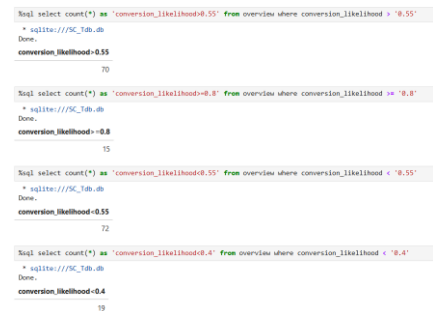 %sql select count(*) as 'conversion_likelihood>0.55' from overview where conversion_likelihood > '0.55'
* sqlite:///SC_Tdb.db
Done.
conversion_likelihood>0.55
70
%sql select count(*) as 'conversion_likelihood>=0.8' from overview where conversion_likelihood >= '0.8'
* sqlite:///SC_Tdb.db
Done.
conversion_likelihood>=0.8
15
%sql select count(*) as 'conversion_likelihood<0.55' from overview where conversion_likelihood < '0.55'
* sqlite:///SC_Tdb.db
Done.
conversion_likelihood<0.55
72
%sql select count(*) as 'conversion_likelihood<0.4' from overview where conversion_likelihood < '0.4'
* sqlite:///SC_Tdb.db
Done.
conversion_likelihood<0.4
19